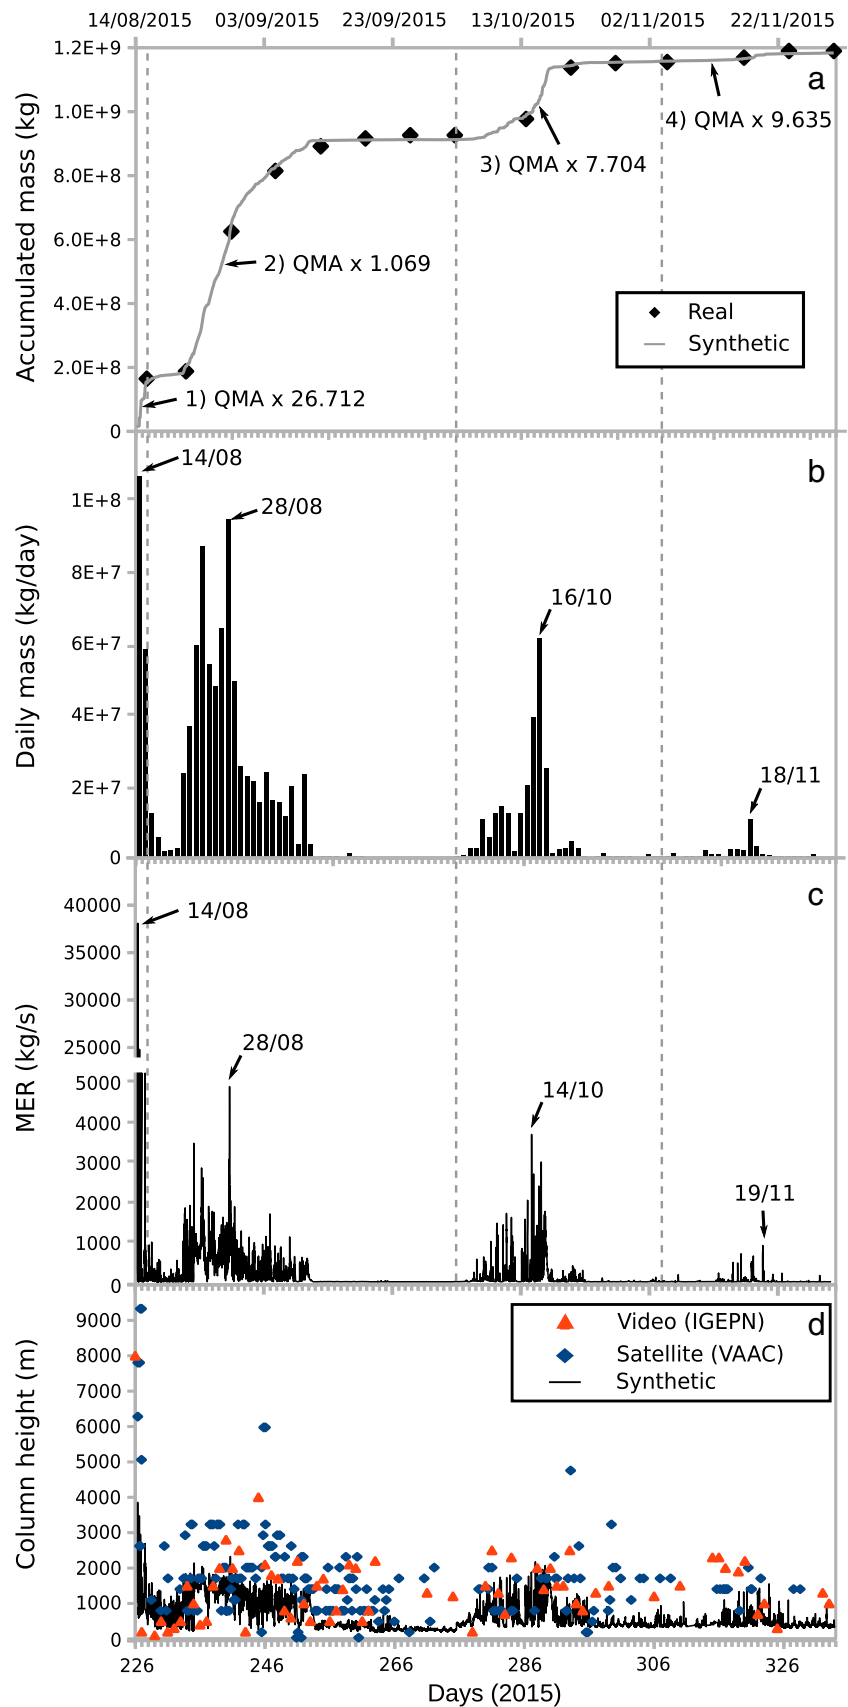 14/08/2015 03/09/2015 23/09/2015 13/10/2015 02/11/2015 22/11/2015
a
Accumulated mass (kg)
1.2E+9
1.0E+9
8.0E+8
6.0E+8
4.0E+8
2.0E+8
0
4) QMA x 9.635
3) QMA x 7.704
2) QMA x 1.069
Real
Synthetic
1) QMA x 26.712
b
Daily mass (kg/day)
1E+8
8E+7
6E+7
4E+7
2E+7
0
14/08
28/08
16/10
18/11
c
MER (kg/s)
40000
35000
30000
25000
5000
4000
3000
2000
1000
0
14/08
28/08
14/10
19/11
d
Column height (m)
9000
8000
7000
6000
5000
4000
3000
2000
1000
0
Video (IGEPN)
Satellite (VAAC)
Synthetic
226 246 266 286 306 326
Days (2015)